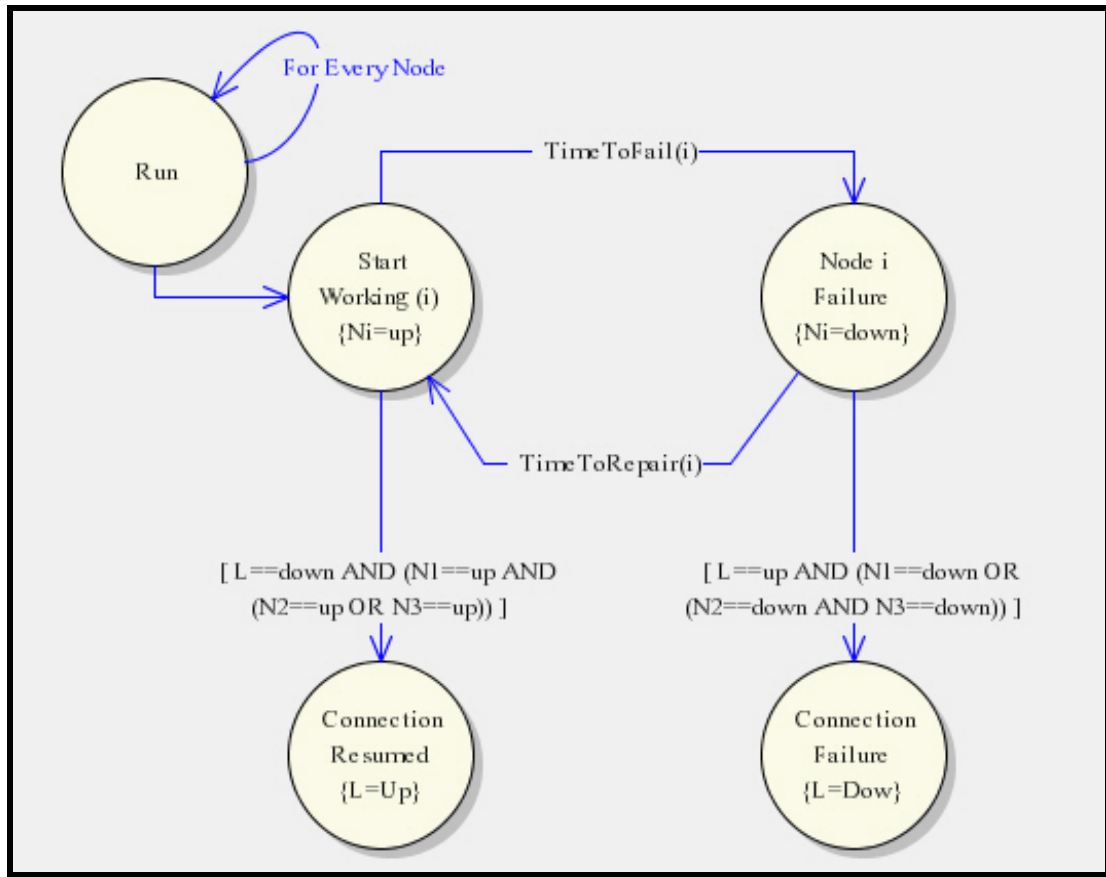 For Every Node
Run
TimeToFail(i)
Start
Working (i)
{Ni=up}
Node i
Failure
{Ni=down}
TimeToRepair(i)
[ L==down AND (N1==up AND
(N2==up OR N3==up)) ]
[ L==up AND (N1==down OR
(N2==down AND N3==down)) ]
Connection
Resumed
{L=Up}
Connection
Failure
{L=Dow}